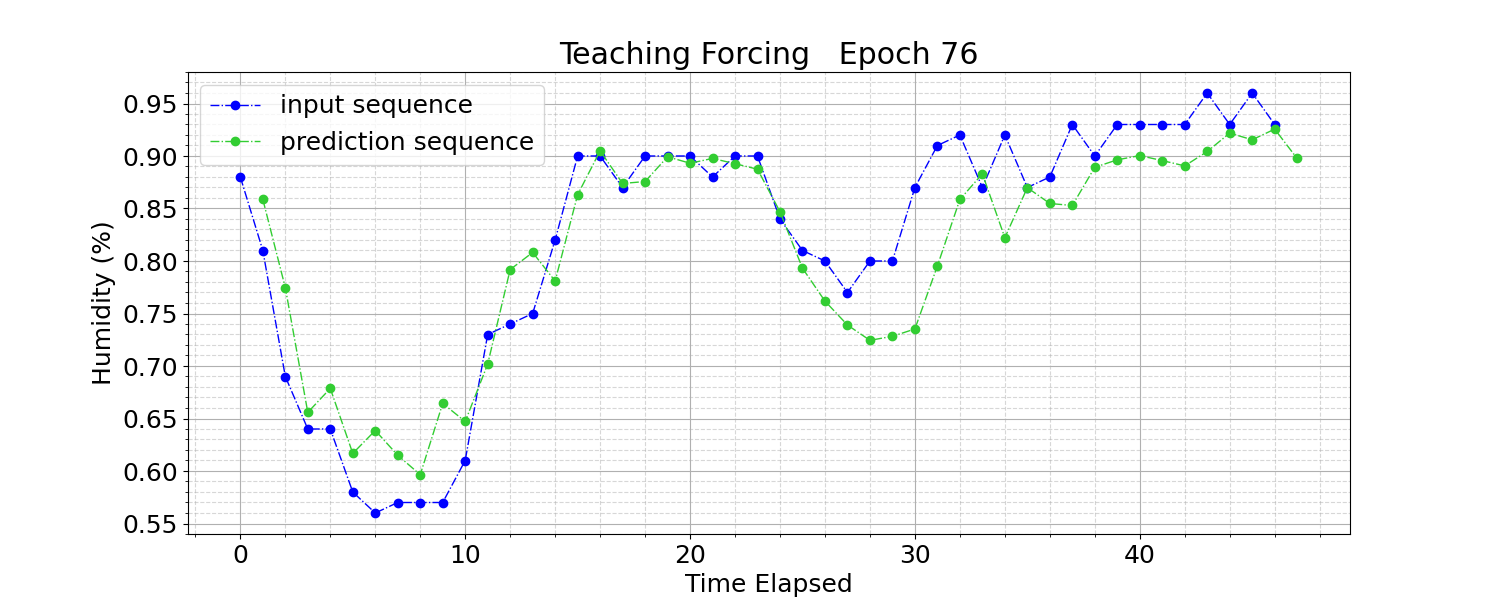 Teaching Forcing   Epoch 76
input sequence
prediction sequence
Humidity (%)
0.95
0.90
0.85
0.80
0.75
0.70
0.65
0.60
0.55
0 10 20 30 40
Time Elapsed